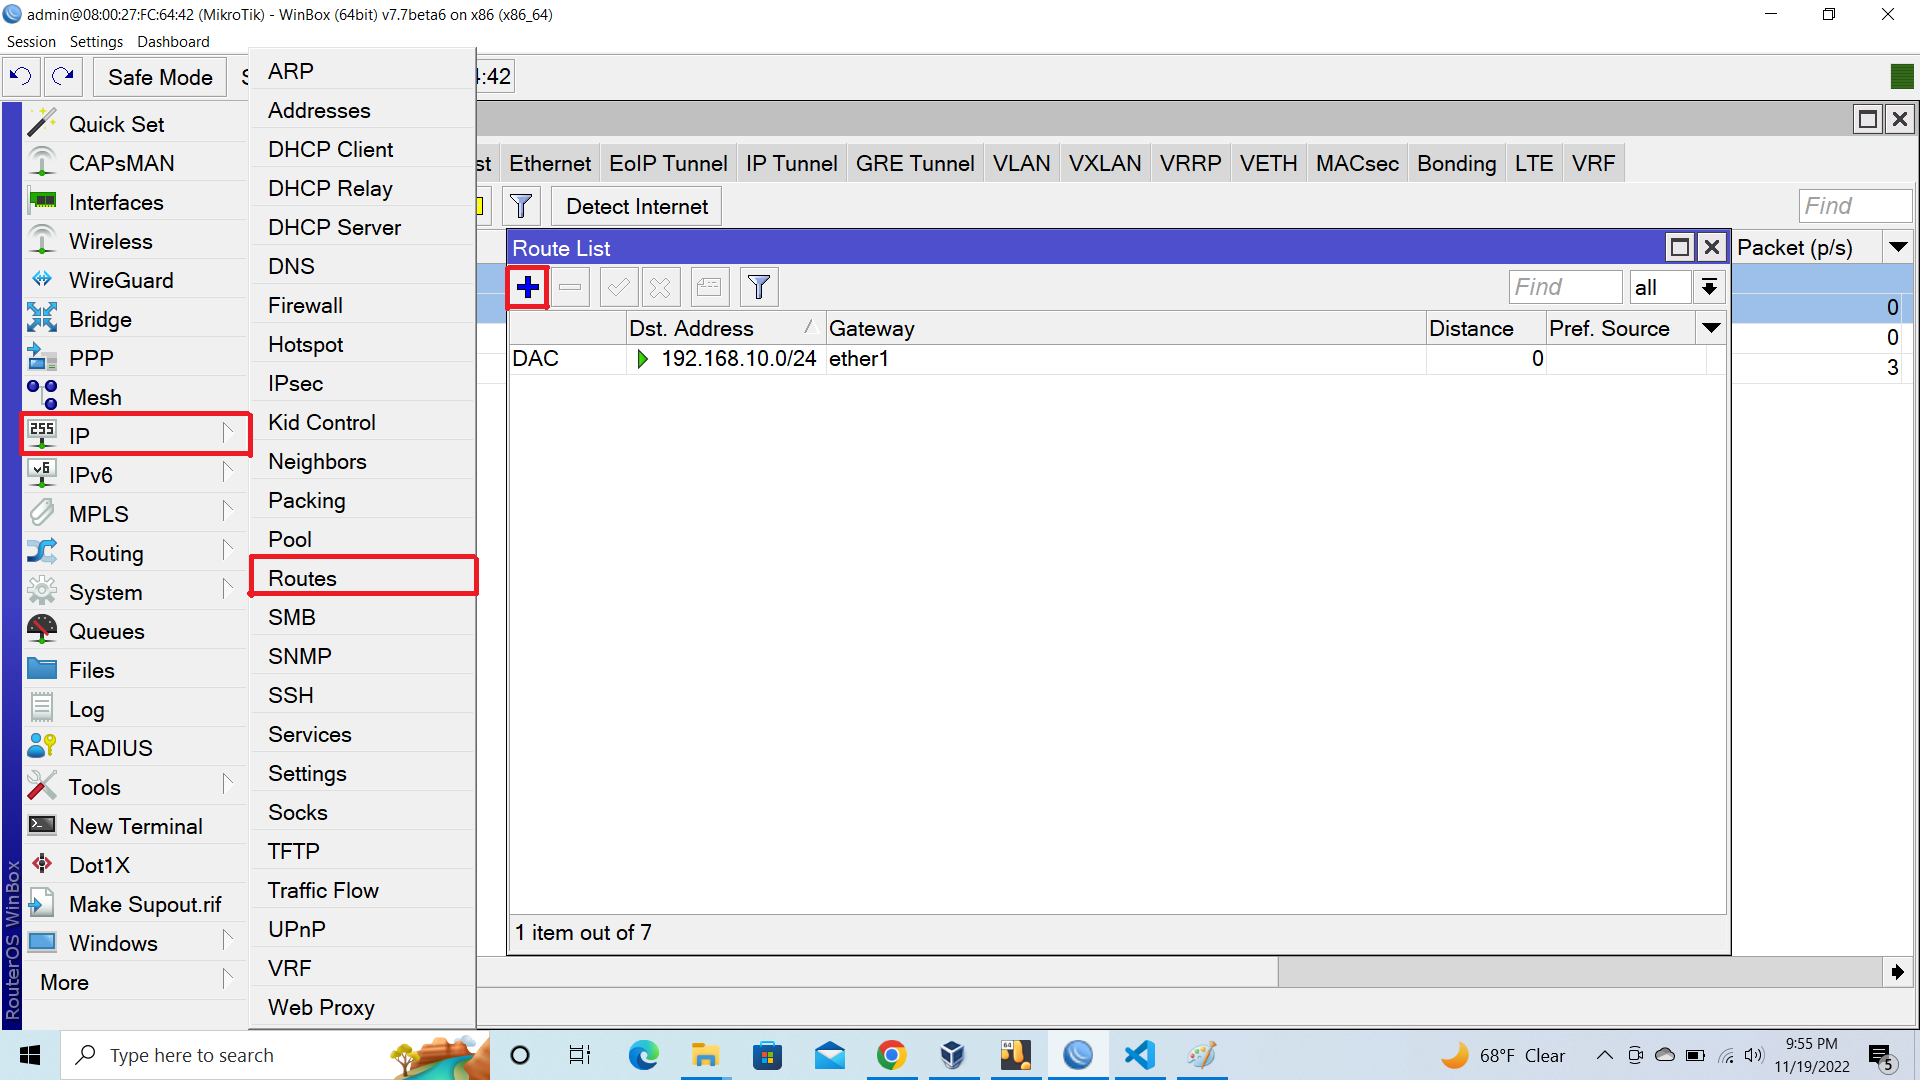 admin@08:00:27:FC:64:42 (MikroTik) - WinBox (64bit) v7.7beta6 on x86 (x86_64)
Session Settings Dashboard
Safe Mode
:42
Quick Set
CAPsMAN
Interfaces
Wireless
WireGuard
Bridge
PPP
Mesh
255 IP
v6 IPv6
MPLS
Routing
System
Queues
Files
Log
RADIUS
Tools
New Terminal
Dot1X
Make Supout.rif
Windows
More
RouterOS WinBox
ARP
Addresses
DHCP Client
DHCP Relay
DHCP Server
DNS
Firewall
Hotspot
IPsec
Kid Control
Neighbors
Packing
Pool
Routes
SMB
SNMP
SSH
Services
Settings
Socks
TFTP
Traffic Flow
UPnP
VRF
Web Proxy
st Ethernet EoIP Tunnel IP Tunnel GRE Tunnel VLAN VXLAN VRRP VETH MACsec Bonding LTE VRF
Detect Internet Find
Packet (p/s)
0
0
3
Route List
Find all
Dst. Address Gateway Distance Pref. Source
DAC 192.168.10.0/24 ether1 0
1 item out of 7
Type here to search
64
68°F Clear
9:55 PM
11/19/2022
5